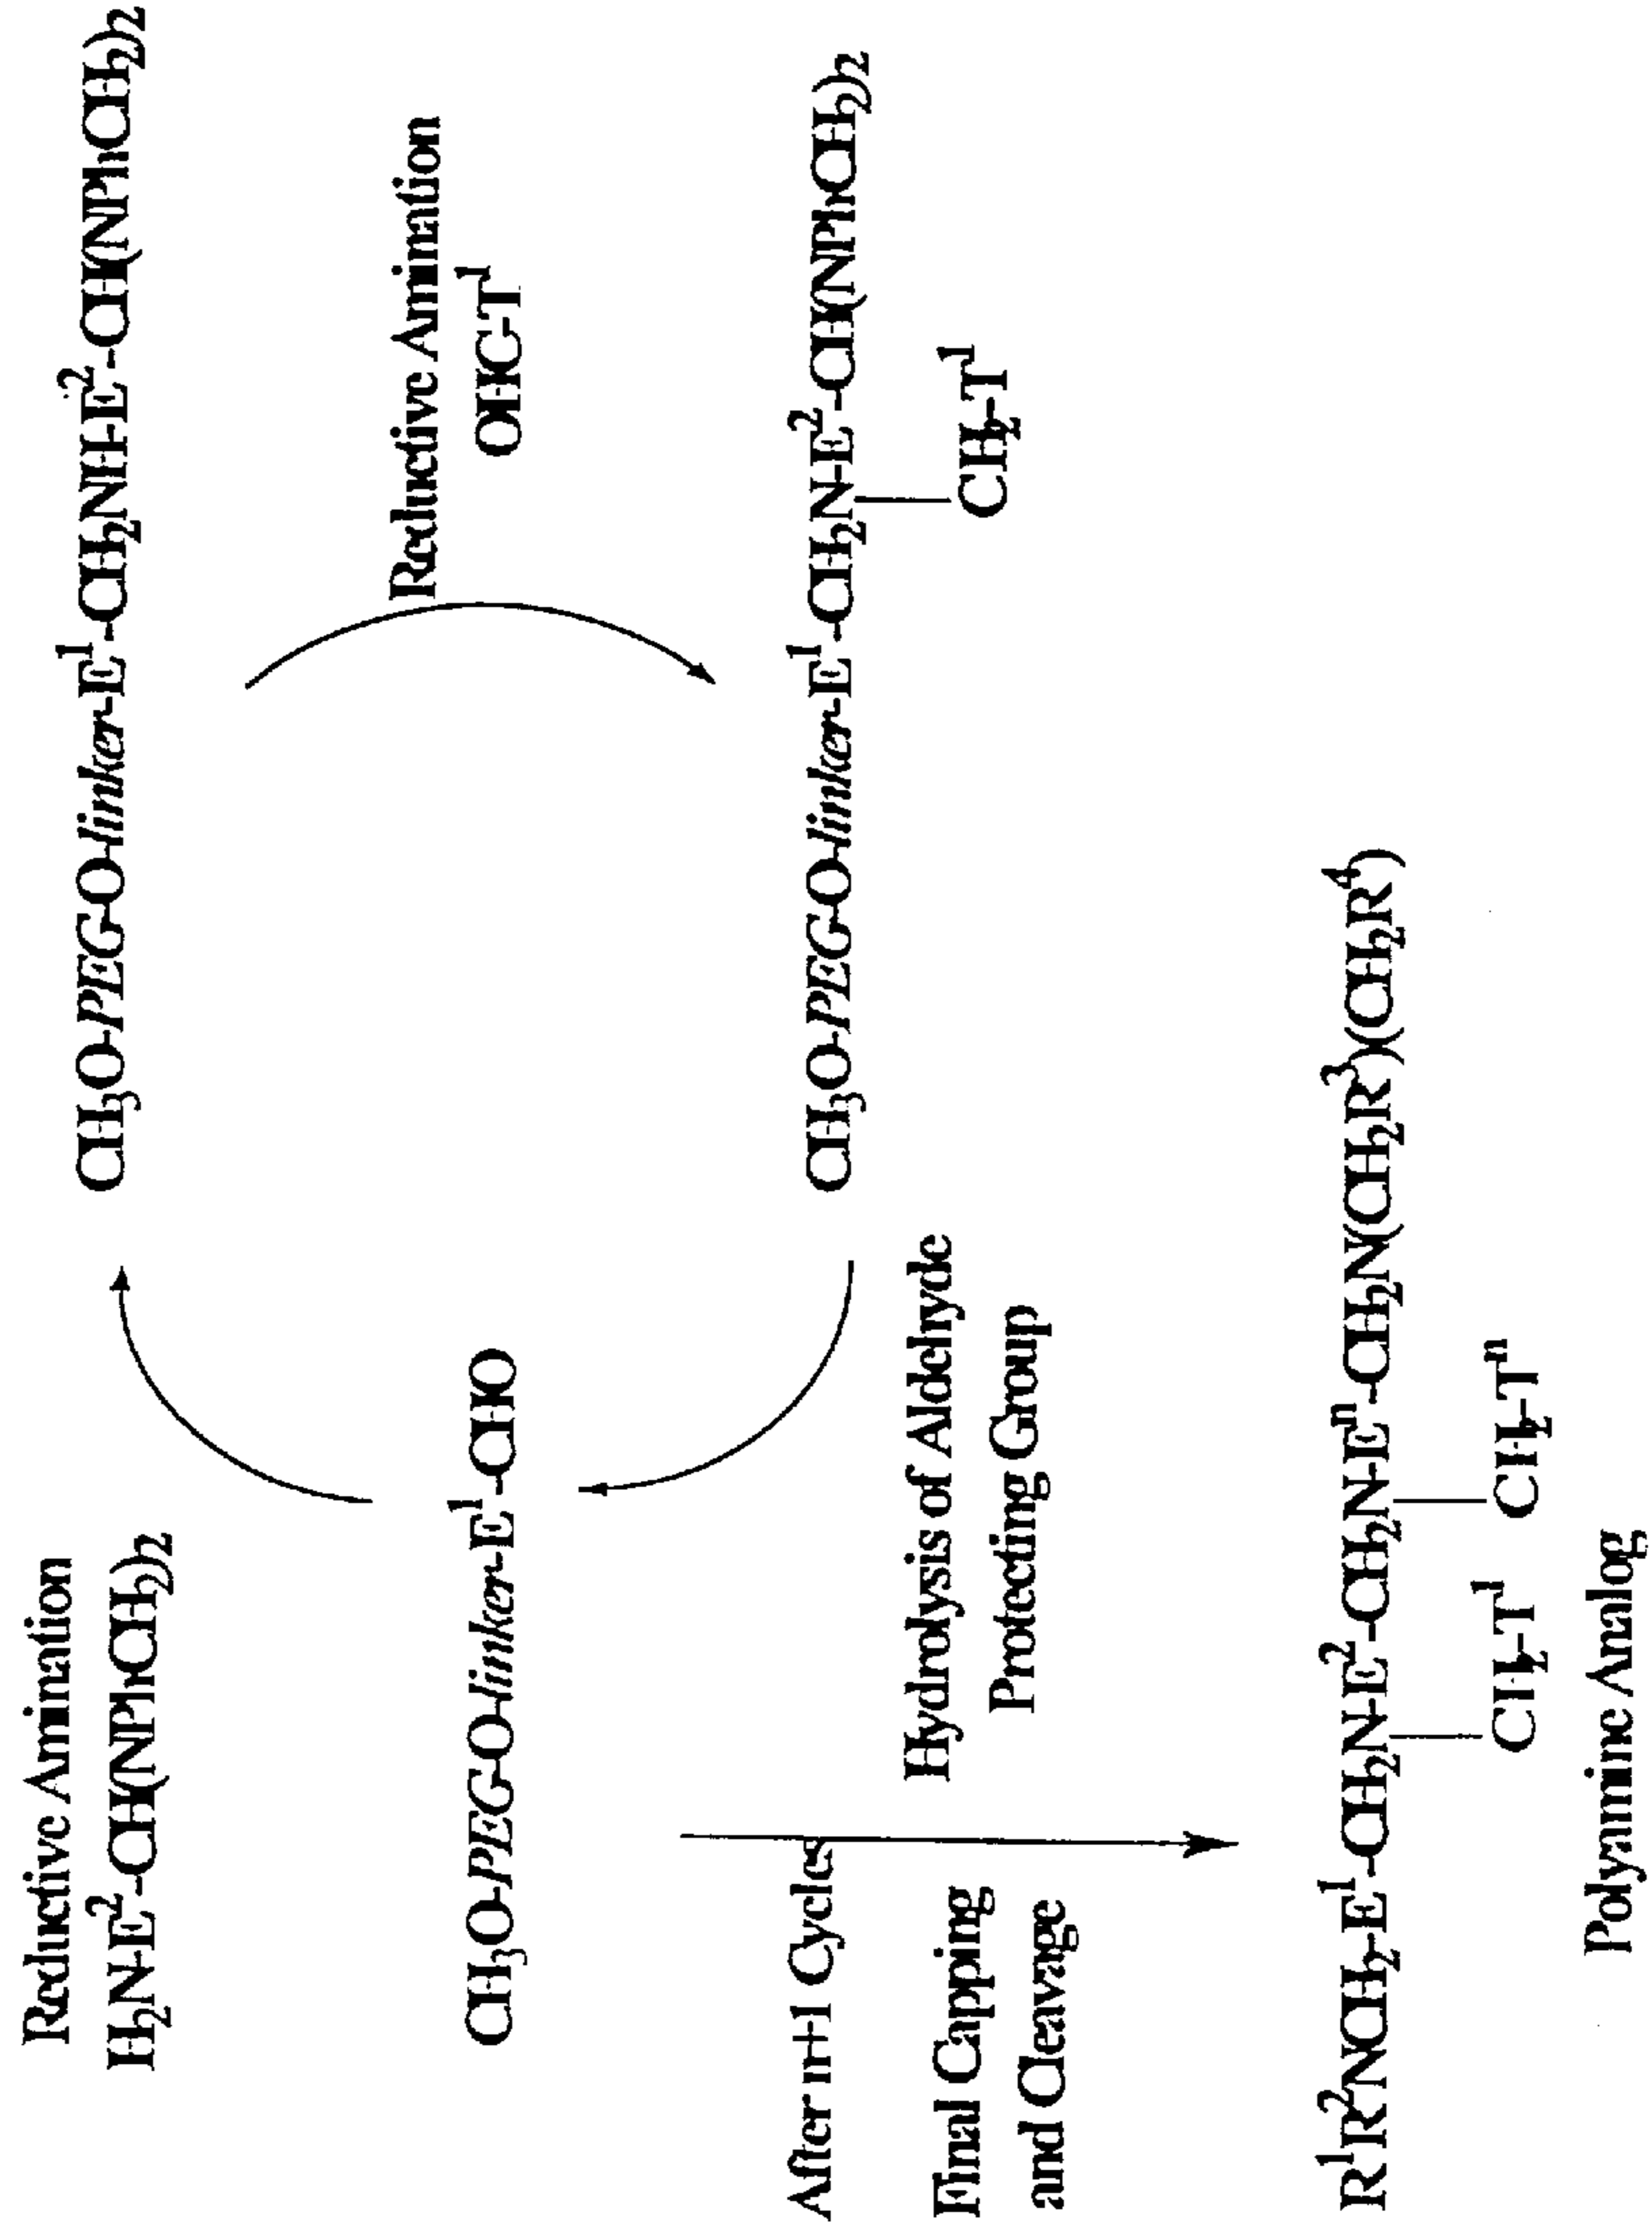 Reductive Amination
H₂N-E²-CH(NPhCH₂)₂
CH₃O-PEG-O-linker-E¹-CH₂NH-E²-CH(NPhCH₂)₂
Reductive Amination
OHC-T¹
CH₃O-PEG-O-linker-E¹-CHO
CH₃O-PEG-O-linker-E¹-CH₂N-E²-CH(NPhCH₂)₂
CH₂-T¹
After n+1 Cycles
Hydrolysis of Aldehyde
Protecting Group
Final Capping
and Cleavage
R¹R²NCH₂-E¹-CH₂N-E²-CH₂N-Eⁿ-CH₂N(CH₂R³)(CH₂R⁴)
CH₂-T¹ CH₂-Tⁿ
Polyamine Analog